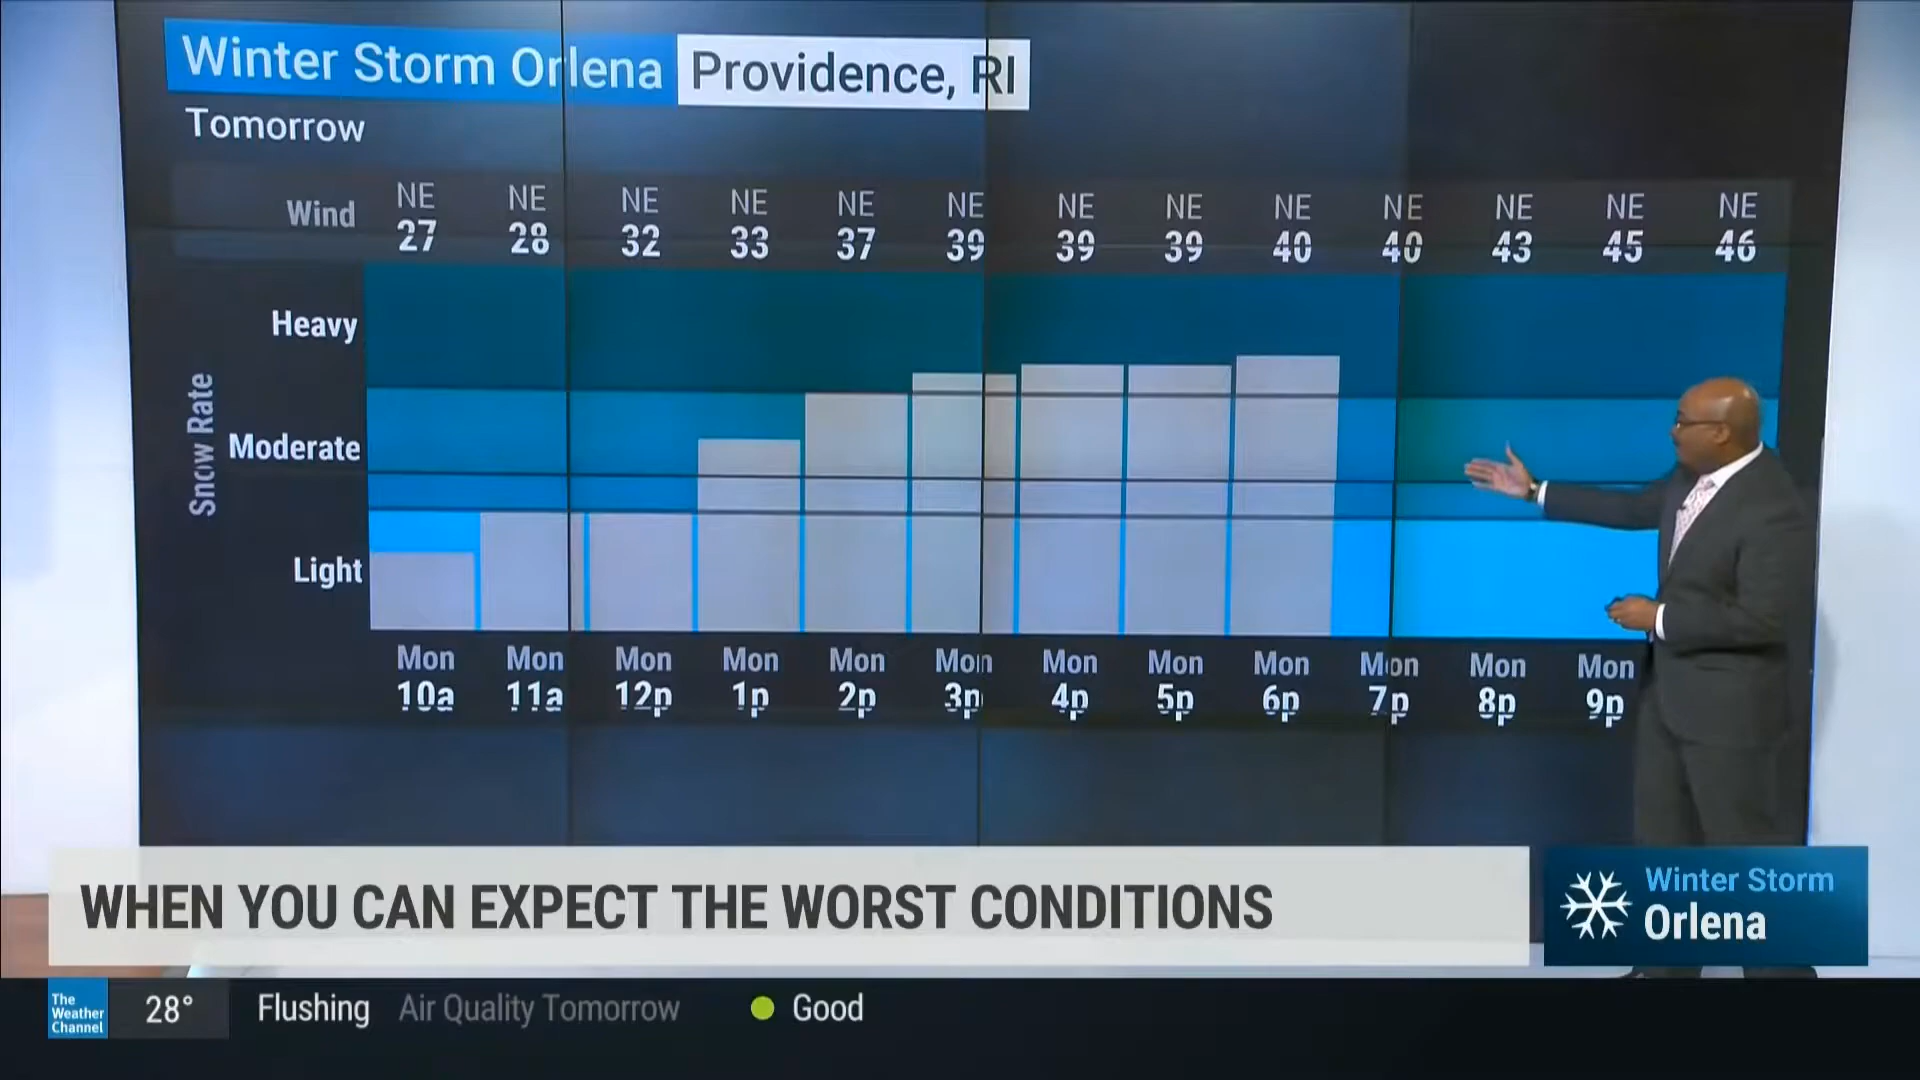 Winter Storm Orlena Providence, RI
Tomorrow
Wind NE NE NE NE NE NE NE NE NE NE NE NE NE
27 28 32 33 37 39 39 39 40 40 43 45 46
Heavy
Snow Rate
Moderate
Light
Mon Mon Mon Mon Mon Mon Mon Mon Mon Mon Mon Mon
10a 11a 12p 1p 2p 3p 4p 5p 6p 7p 8p 9p
WHEN YOU CAN EXPECT THE WORST CONDITIONS
Winter Storm
Orlena
The
Weather
Channel
28° Flushing Air Quality Tomorrow Good